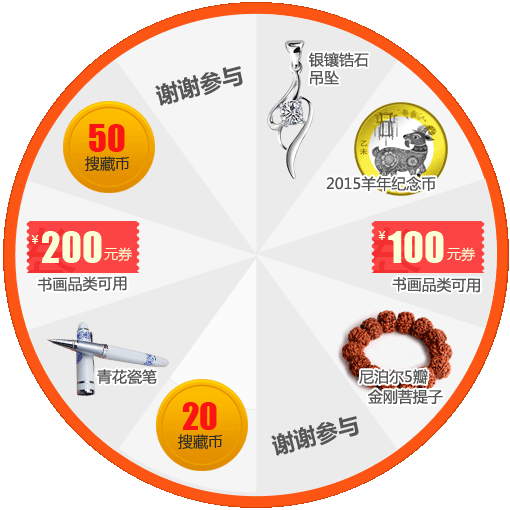 谢谢参与
银镶锆石
吊坠
50
搜藏币
乙未
2015羊年纪念币
¥200元券
书画品类可用
¥100元券
书画品类可用
青花瓷笔
尼泊尔5瓣
金刚菩提子
20
搜藏币
谢谢参与